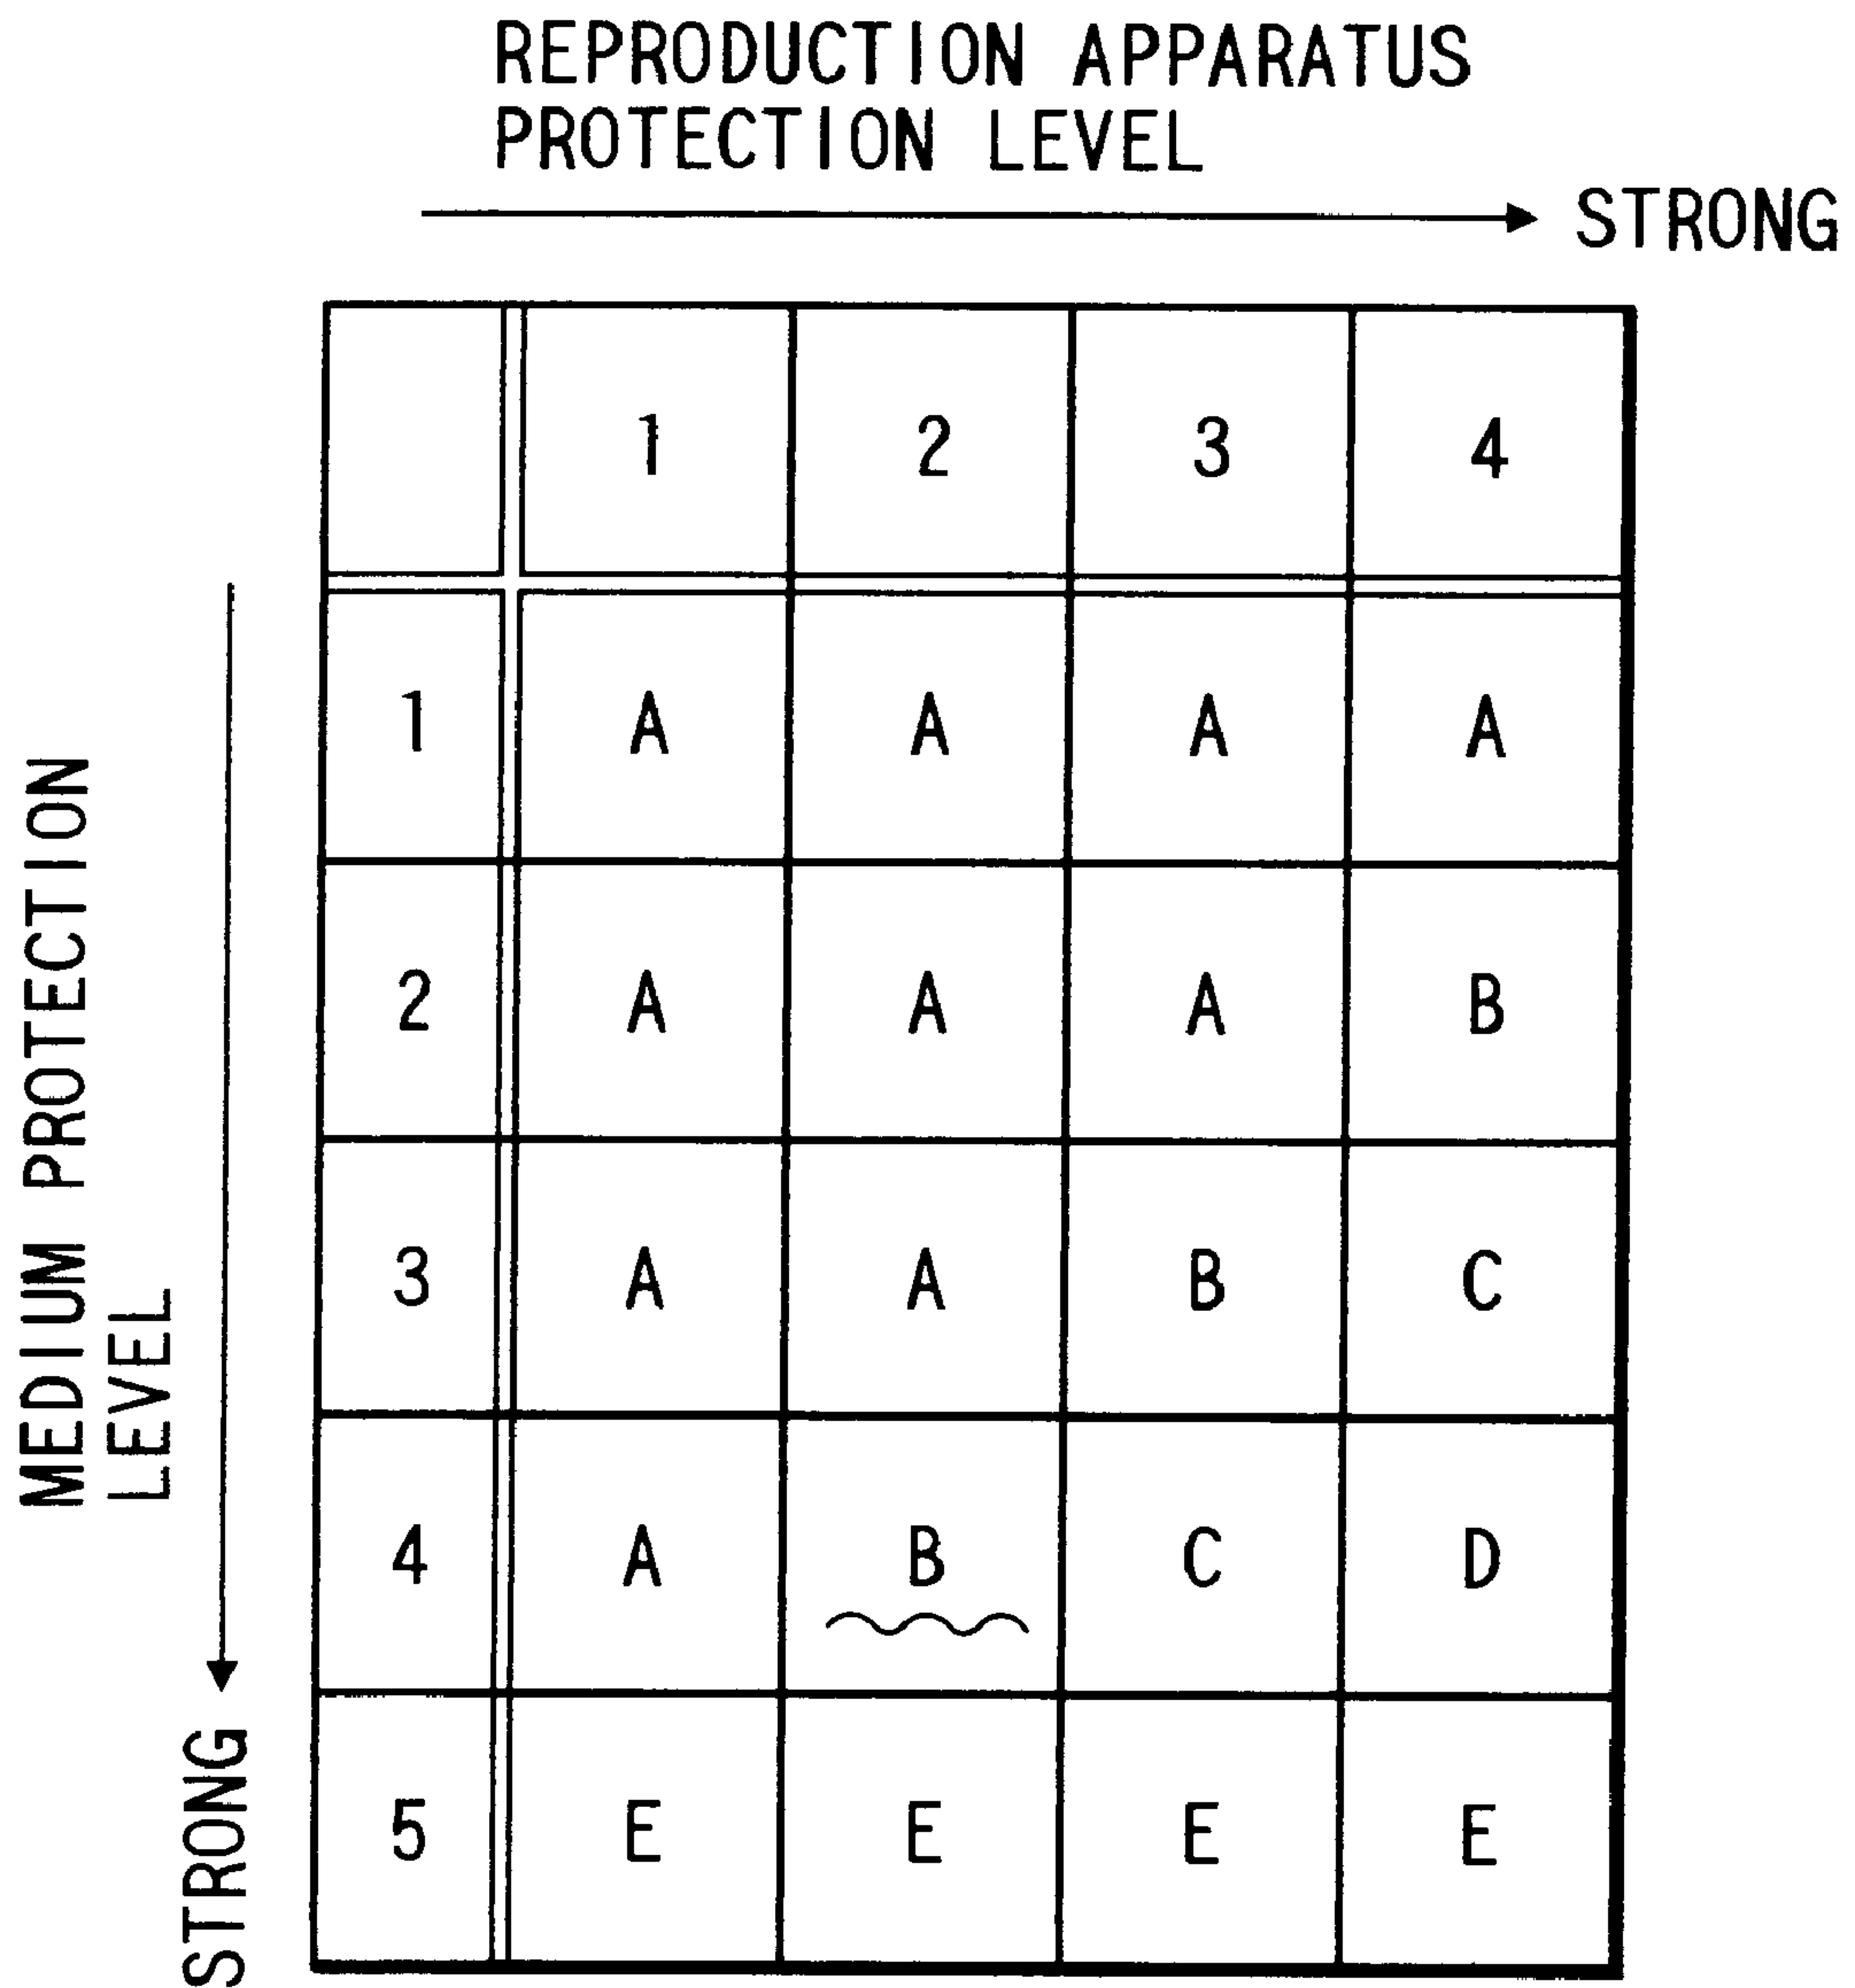 REPRODUCTION APPARATUS
PROTECTION LEVEL
STRONG
1 2 3 4
1 A A A A
2 A A A B
3 A A B C
4 A B C D
5 E E E E
MEDIUM PROTECTION
LEVEL
STRONG